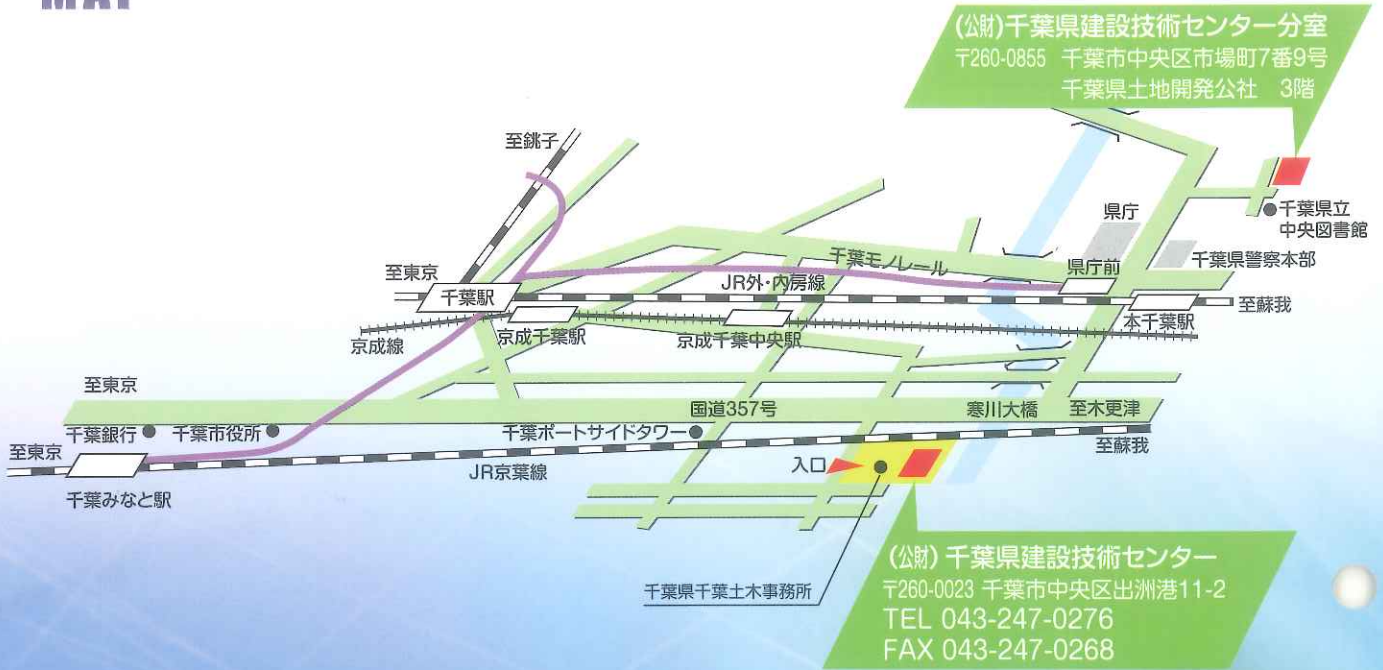 MAP
(公財)千葉県建設技術センター分室
〒260-0855 千葉市中央区市場町7番9号
千葉県土地開発公社 3階
至銚子
県庁
千葉県立
中央図書館
千葉モノレール
千葉県警察本部
至東京
県庁前
JR外・内房線
千葉駅
至蘇我
本千葉駅
京成線
京成千葉駅
京成千葉中央駅
至東京
国道357号
寒川大橋
至木更津
千葉銀行
千葉市役所
千葉ポートサイドタワー
至東京
至蘇我
JR京葉線
入口
千葉みなと駅
千葉県千葉土木事務所
(公財)千葉県建設技術センター
〒260-0023 千葉市中央区出洲港11-2
TEL 043-247-0276
FAX 043-247-0268